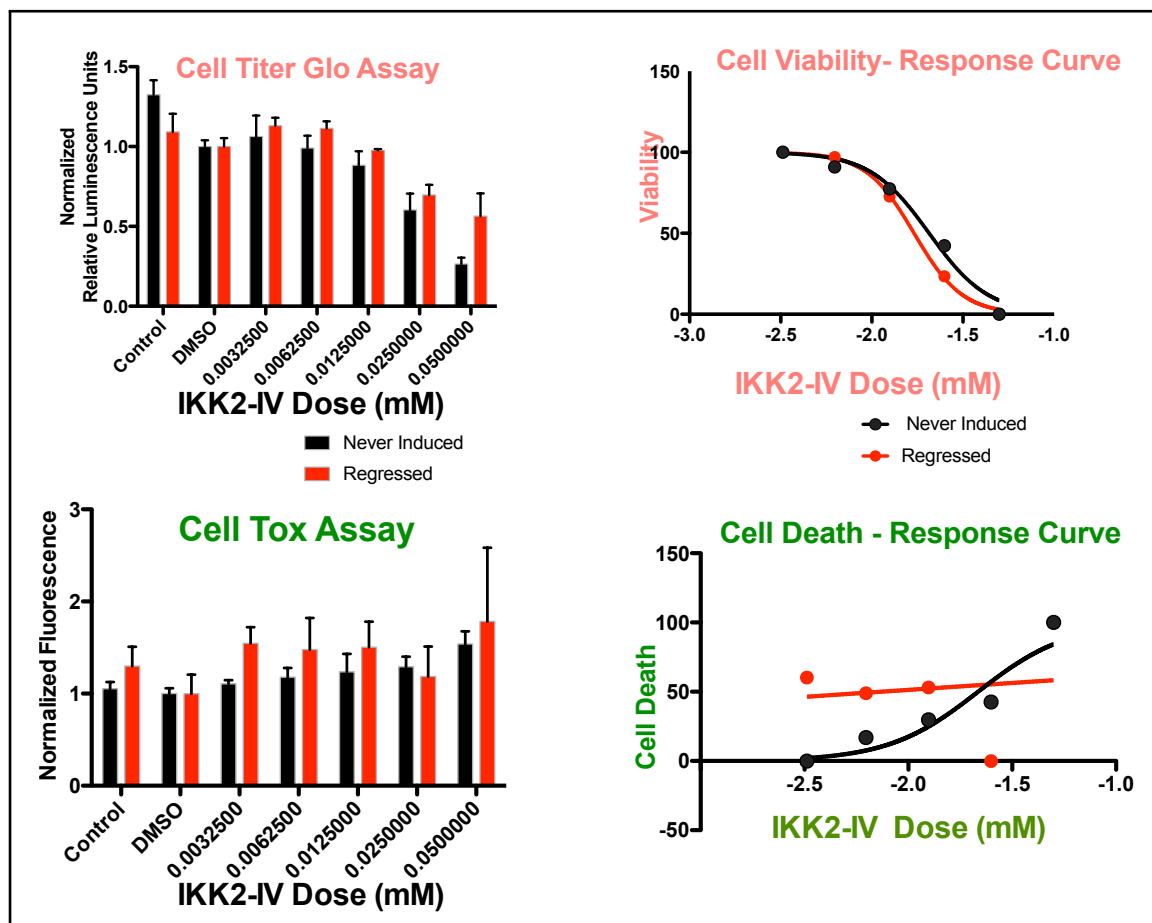 Cell Titer Glo Assay
Normalized
Relative Luminescence Units
1.5
1.0
0.5
0.0
Control
DMSO
0.0032500
0.0062500
0.0125000
0.0250000
0.0500000
IKK2-IV Dose (mM)
Never Induced
Regressed
Cell Viability- Response Curve
Viability
150
100
50
0
-3.0
-2.5
-2.0
-1.5
-1.0
IKK2-IV Dose (mM)
Never Induced
Regressed
Cell Tox Assay
Normalized Fluorescence
3
2
1
0
Control
DMSO
0.0032500
0.0062500
0.0125000
0.0250000
0.0500000
IKK2-IV Dose (mM)
Cell Death - Response Curve
Cell Death
150
100
50
0
-50
-2.5
-2.0
-1.5
-1.0
IKK2-IV Dose (mM)